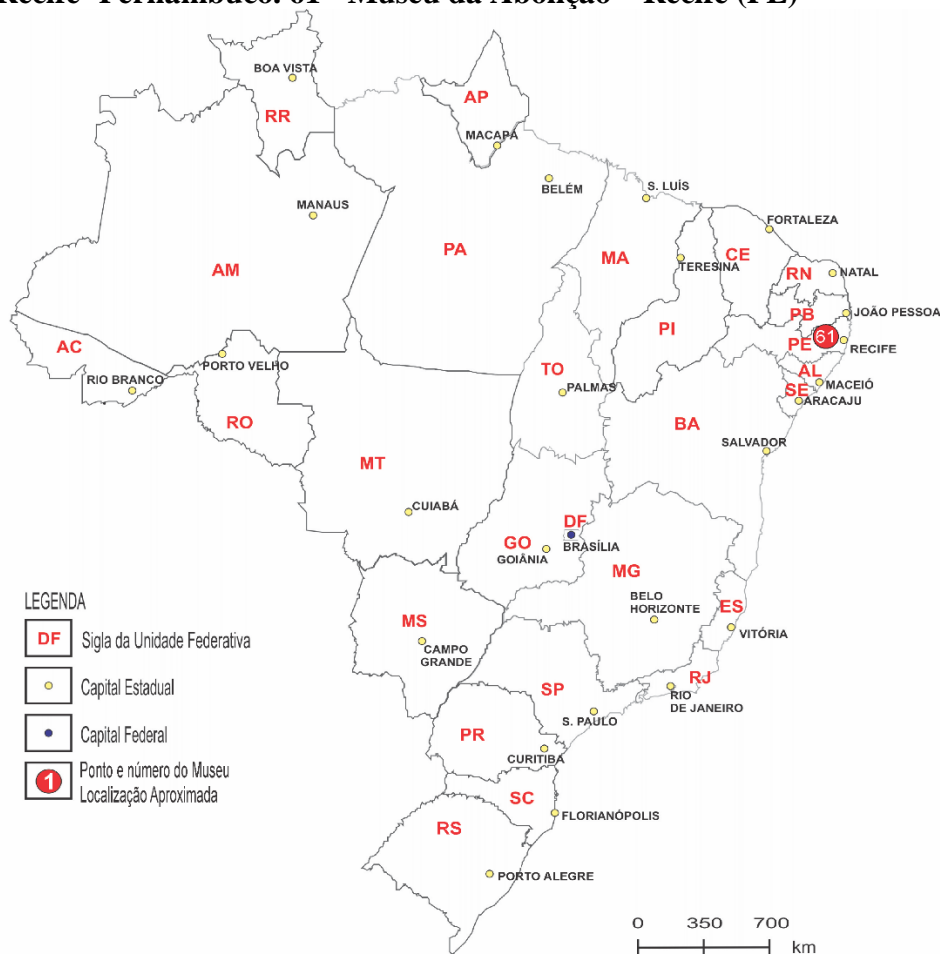 Recife- Pernambuco. 61 - Museu da Abolição – Recife (PE)
BOA VISTA
RR
AP
MACAPÁ
BELÉM
S. LUÍS
MANAUS
FORTALEZA
PA
MA
TERESINA
CE
AM
RN
NATAL
PB
JOÃO PESSOA
PI
61
PE
RECIFE
AC
PORTO VELHO
TO
AL
RIO BRANCO
PALMAS
SE
MACEIÓ
ARACAJU
RO
BA
MT
SALVADOR
CUIABÁ
DF
GO
BRASÍLIA
GOIÂNIA
MG
BELO
HORIZONTE
ES
VITÓRIA
MS
CAMPO
GRANDE
RJ
SP
RIO
DE JANEIRO
S. PAULO
PR
CURITIBA
SC
FLORIANÓPOLIS
RS
PORTO ALEGRE
LEGENDA
DF Sigla da Unidade Federativa
Capital Estadual
Capital Federal
1 Ponto e número do Museu
Localização Aproximada
0 350 700
km